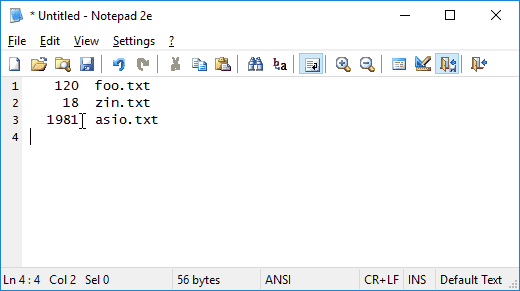 * Untitled - Notepad 2e
File Edit View Settings ?
1 120 foo.txt
2 18 zin.txt
3 1981 asio.txt
4
Ln 4 : 4 Col 2 Sel 0 56 bytes ANSI CR+LF INS Default Text